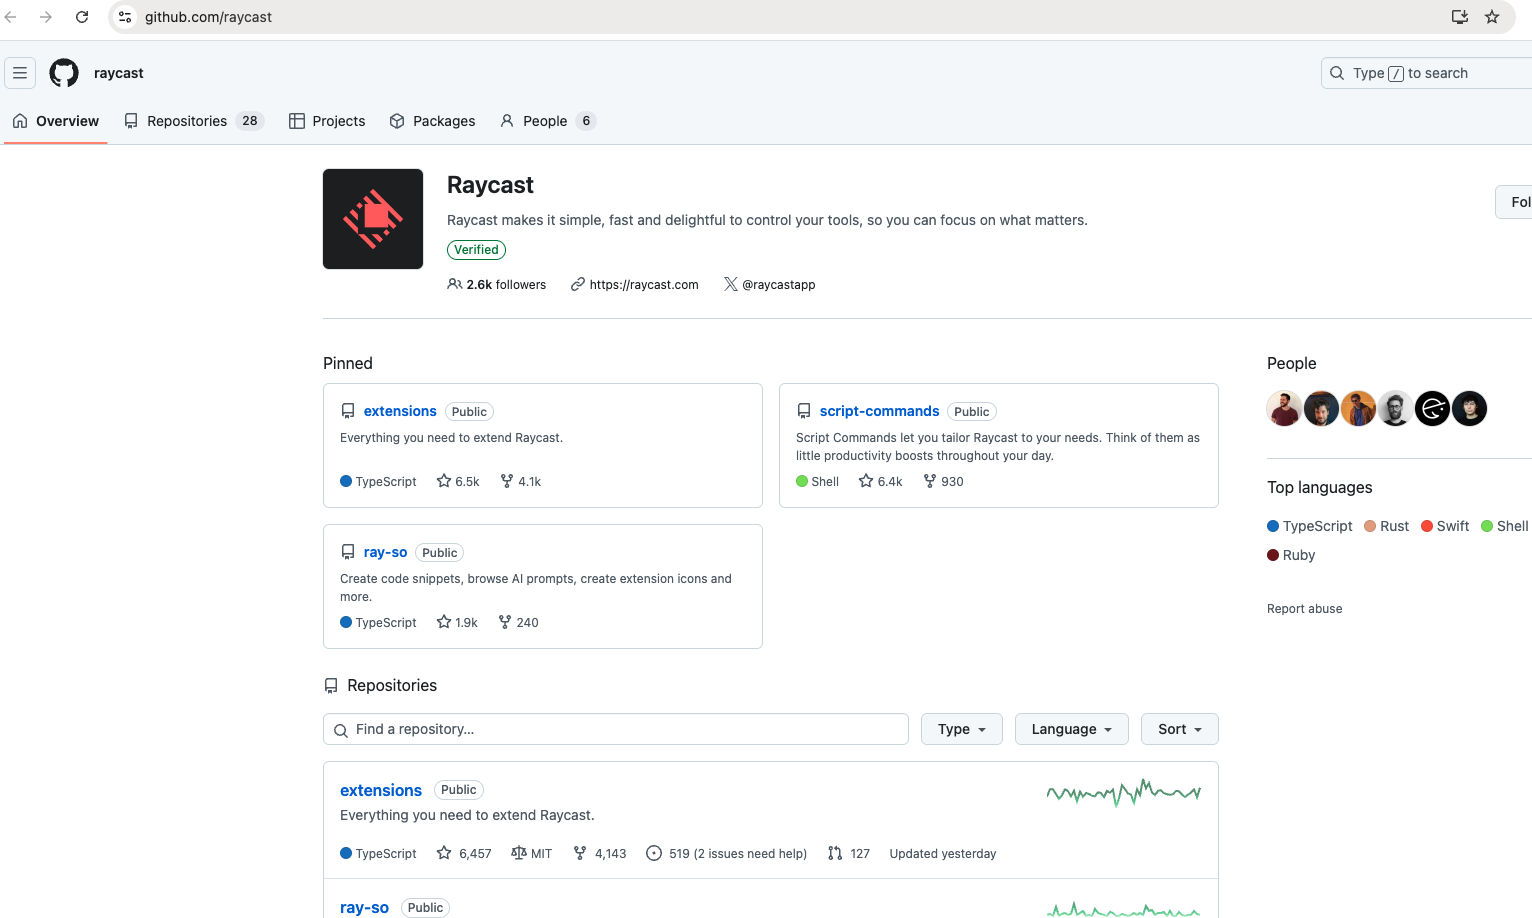 github.com/raycast
raycast
Type / to search
Overview
Repositories 28
Projects
Packages
People 6
Raycast
Raycast makes it simple, fast and delightful to control your tools, so you can focus on what matters.
Fol
Verified
2.6k followers
https://raycast.com
@raycastapp
Pinned
extensions Public
Everything you need to extend Raycast.
TypeScript 6.5k 4.1k
script-commands Public
Script Commands let you tailor Raycast to your needs. Think of them as
little productivity boosts throughout your day.
Shell 6.4k 930
ray-so Public
Create code snippets, browse AI prompts, create extension icons and
more.
TypeScript 1.9k 240
People
Top languages
TypeScript Rust Swift Shell
Ruby
Report abuse
Repositories
Find a repository...
Type
Language
Sort
extensions Public
Everything you need to extend Raycast.
TypeScript 6,457 MIT 4,143 519 (2 issues need help) 127 Updated yesterday
ray-so Public